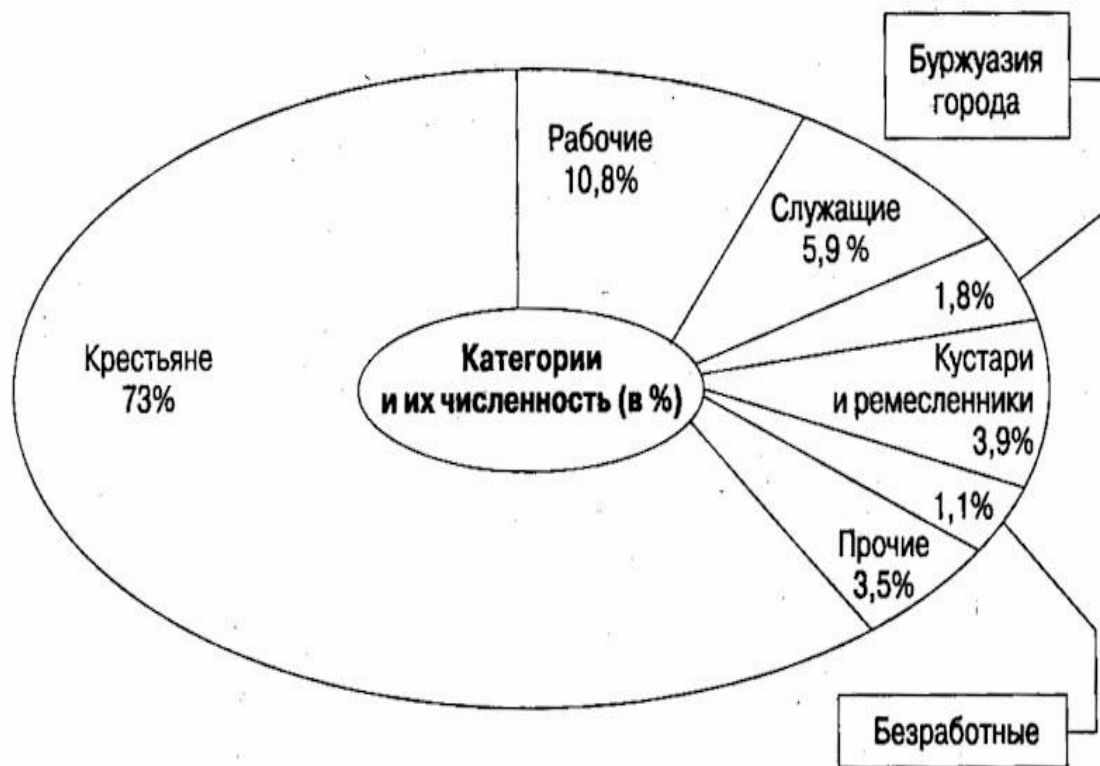 Буржуазия
города
Рабочие
10,8%
Служащие
5,9 %
1,8%
Крестьяне
73%
Категории
и их численность (в %)
Кустари
и ремесленники
3,9%
1,1%
Прочие
3,5%
Безработные